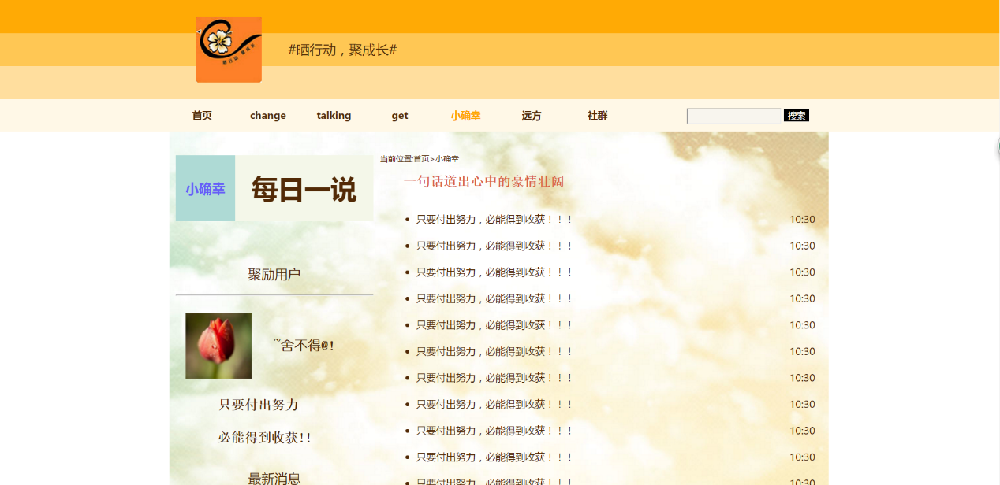 #晒行动，聚成长#
首页 change talking get 小确幸 远方 社群 搜索
小确幸 每日一说
聚励用户
~舍不得@!
只要付出努力
必能得到收获!!
最新消息
当前位置:首页>小确幸
一句话道出心中的豪情壮阔
只要付出努力，必能得到收获！！！ 10:30
只要付出努力，必能得到收获！！！ 10:30
只要付出努力，必能得到收获！！！ 10:30
只要付出努力，必能得到收获！！！ 10:30
只要付出努力，必能得到收获！！！ 10:30
只要付出努力，必能得到收获！！！ 10:30
只要付出努力，必能得到收获！！！ 10:30
只要付出努力，必能得到收获！！！ 10:30
只要付出努力，必能得到收获！！！ 10:30
只要付出努力，必能得到收获！！！ 10:30
只要付出努力，必能得到收获！！！ 10:30